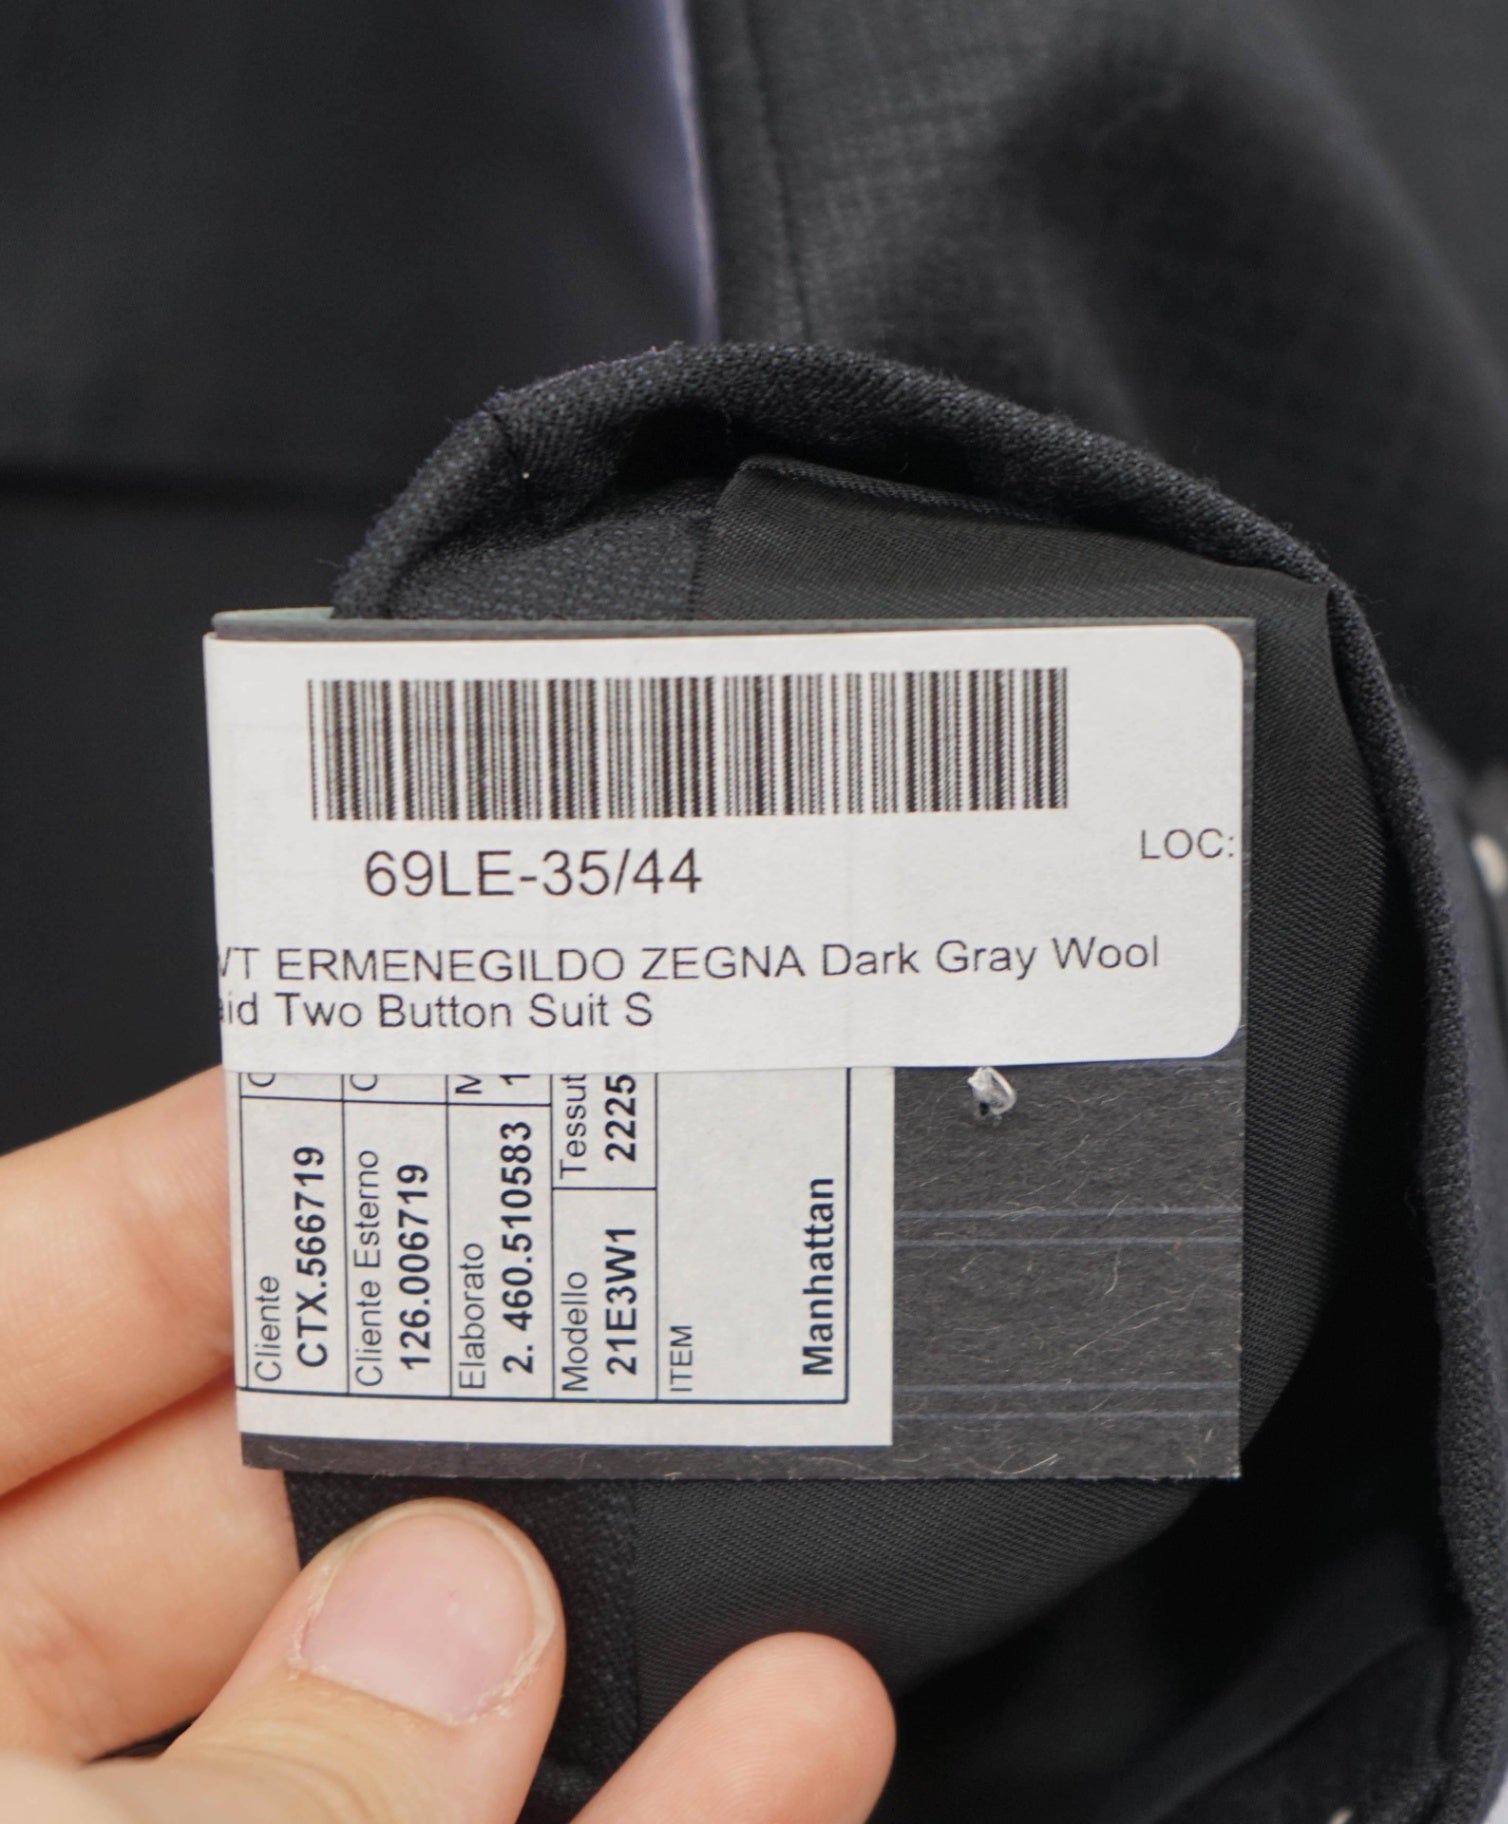 69LE-35/44
LOC:
VT ERMENEGILDO ZEGNA Dark Gray Wool
aid Two Button Suit S
Cliente
CTX.566719
Cliente Esterno
126.006719
Elaborato
2. 460.510583
Modello
21E3W1
Tessut
2225
ITEM
Manhattan